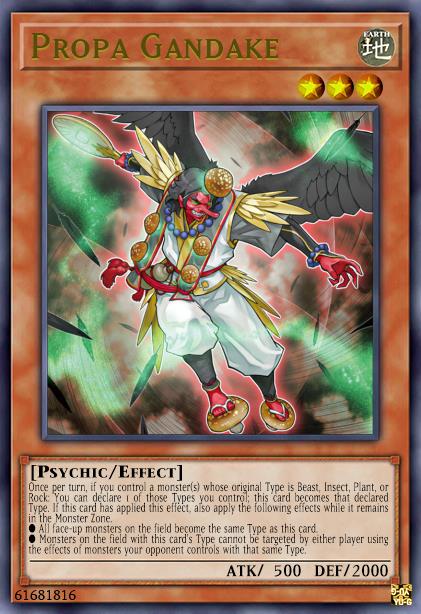 PROPA GANDAKE
EARTH
地
[PSYCHIC/EFFECT]
Once per turn, if you control a monster(s) whose original Type is Beast, Insect, Plant, or
Rock: You can declare 1 of those Types you control; this card becomes that declared
Type. If this card has applied this effect, also apply the following effects while it remains
in the Monster Zone.
● All face-up monsters on the field become the same Type as this card.
● Monsters on the field with this card's Type cannot be targeted by either player using
the effects of monsters your opponent controls with that same Type.
ATK/ 500 DEF/2000
61681816